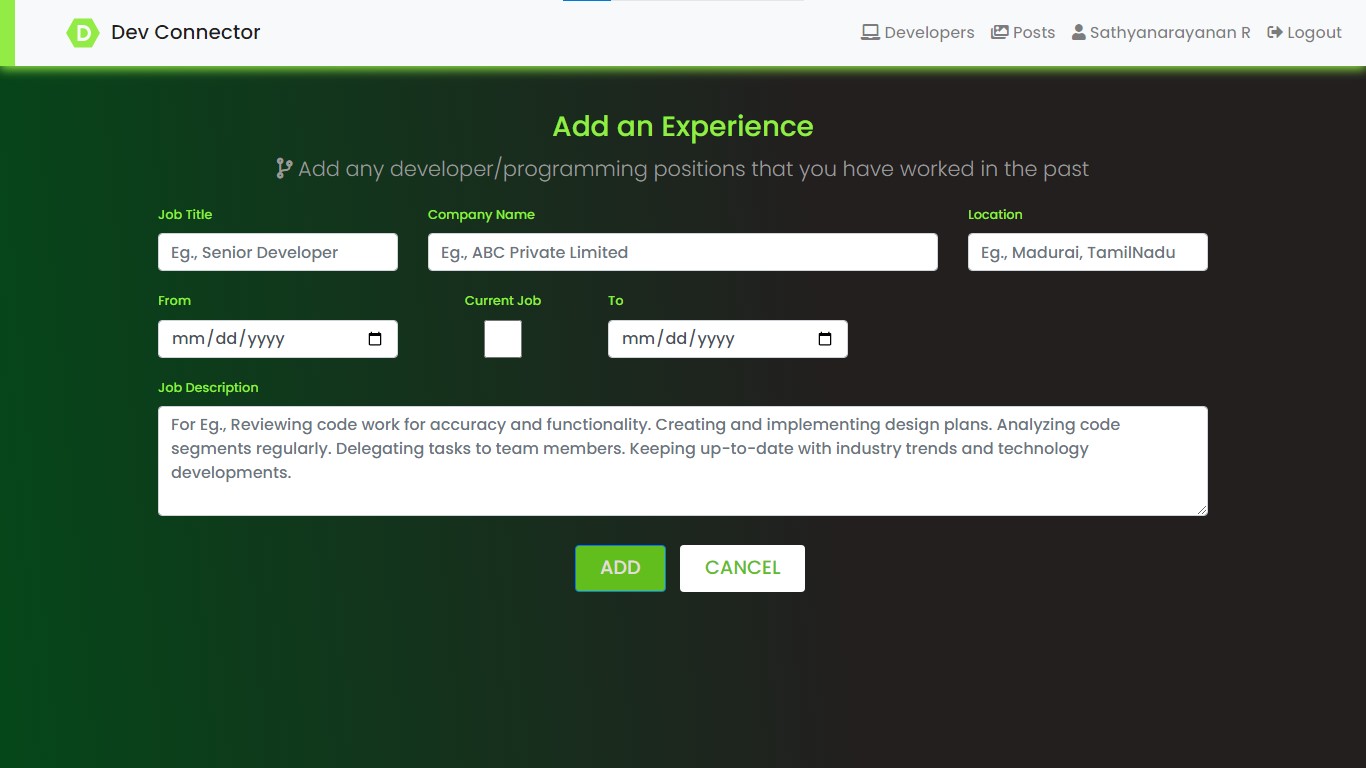 D Dev Connector Developers Posts Sathyanarayanan R Logout
Add an Experience
Add any developer/programming positions that you have worked in the past
Job Title Company Name Location
Eg., Senior Developer Eg., ABC Private Limited Eg., Madurai, TamilNadu
From Current Job To
mm/dd/yyyy mm/dd/yyyy
Job Description
For Eg., Reviewing code work for accuracy and functionality. Creating and implementing design plans. Analyzing code
segments regularly. Delegating tasks to team members. Keeping up-to-date with industry trends and technology
developments.
ADD CANCEL